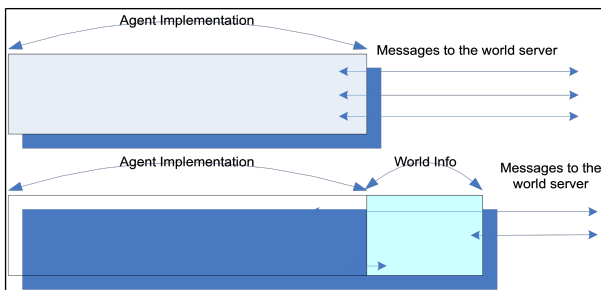 Agent Implementation
Messages to the world server
Agent Implementation
World Info
Messages to the
world server